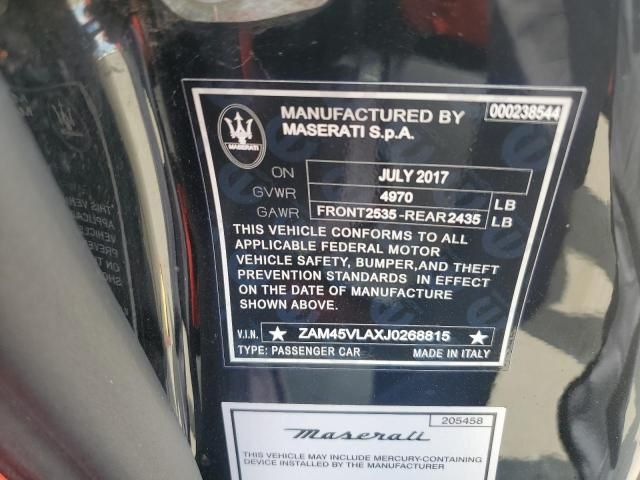 MANUFACTURED BY
MASERATI S.p.A.
000238544
MASERATI
ON JULY 2017
GVWR 4970 LB
GAWR FRONT2535-REAR2435 LB
THIS VEHICLE CONFORMS TO ALL
APPLICABLE FEDERAL MOTOR
VEHICLE SAFETY, BUMPER,AND THEFT
PREVENTION STANDARDS IN EFFECT
ON THE DATE OF MANUFACTURE
SHOWN ABOVE.
V.I.N. ★ ZAM45VLAXJ0268815 ★
TYPE: PASSENGER CAR MADE IN ITALY
205458
Maserati
THIS VEHICLE MAY INCLUDE MERCURY-CONTAINING
DEVICE INSTALLED BY THE MANUFACTURER